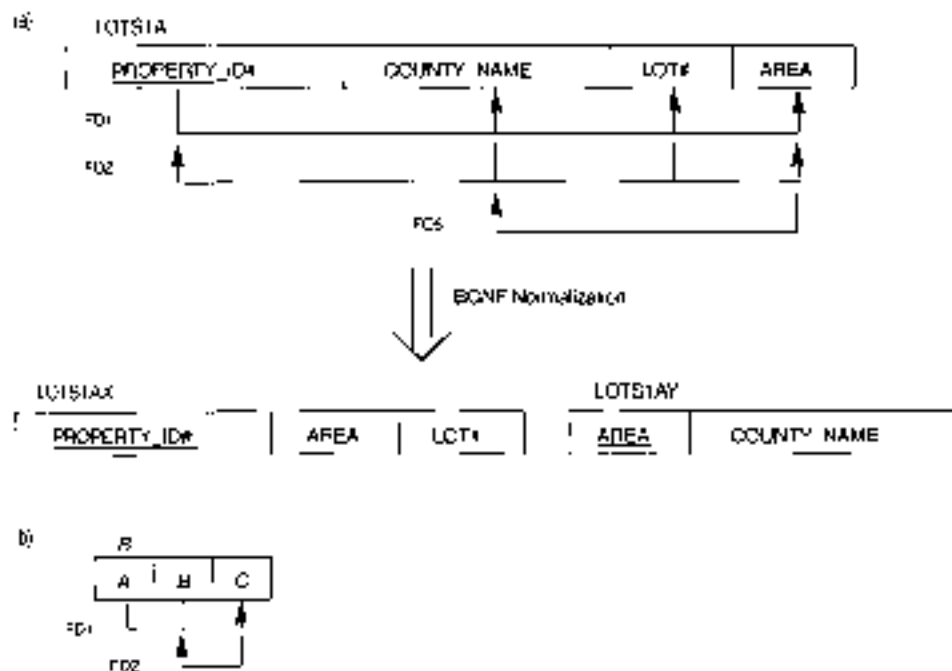 a)
LOTS1A
PROPERTY_ID# COUNTY_NAME LOT# AREA
FD1
FD2
FD5
BCNF Normalization
LOTS1AX LOTS1AY
PROPERTY_ID# AREA LOT# AREA COUNTY_NAME
b)
R
A B C
FD1
FD2